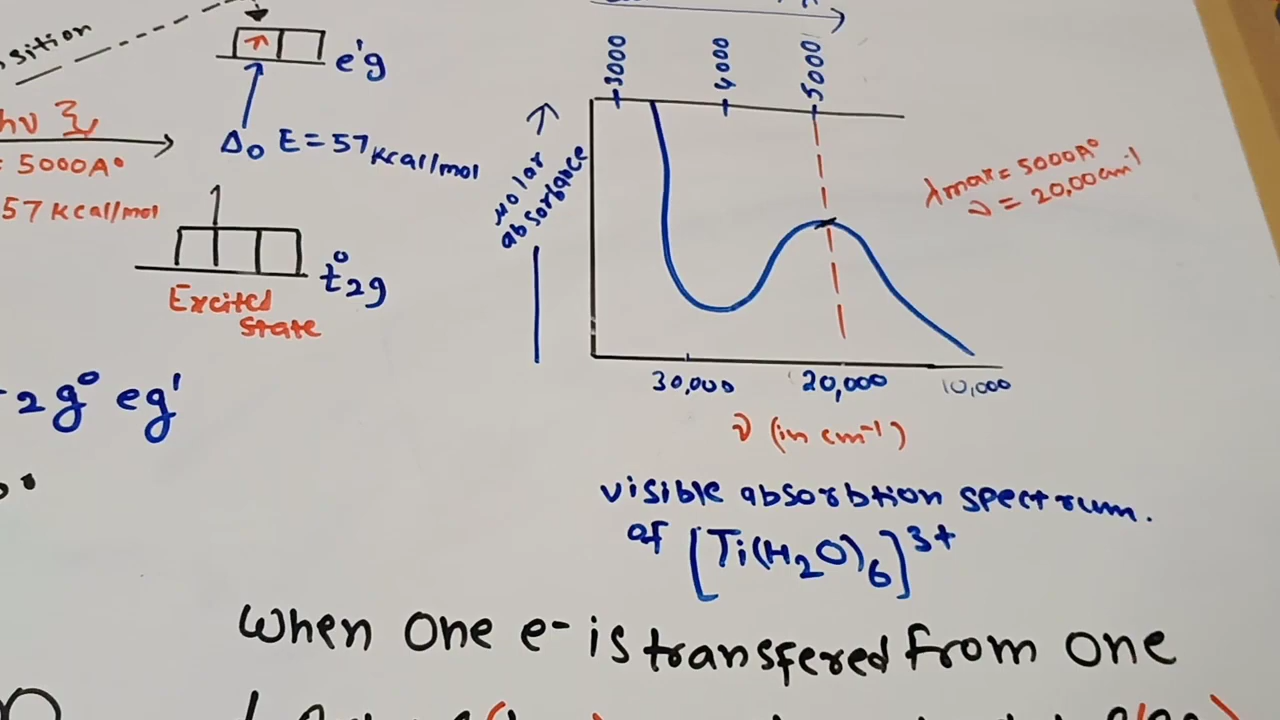 sition
e'g
hν
= 5000A°
57 Kcal/mol
Δo E = 57 Kcal/mol
t°2g
Excited
State
2g° eg'
3000
4000
5000
Molar
absorbance
λmax = 5000A°
ν = 20,00cm-1
30,000 20,000 10,000
ν (in cm-1)
visible absorbtion spectrum.
of [Ti(H2O)6]3+
When one e- is transfered from one